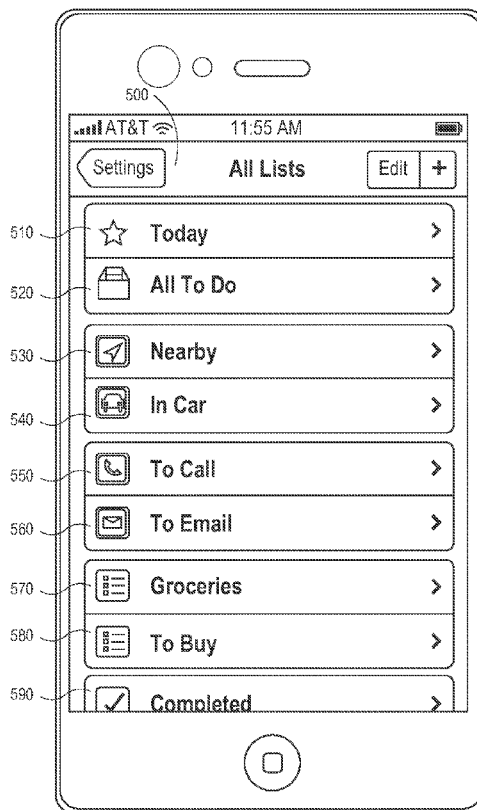 500
AT&T 11:55 AM
Settings All Lists Edit +
510 Today >
520 All To Do >
530 Nearby >
540 In Car >
550 To Call >
560 To Email >
570 Groceries >
580 To Buy >
590 Completed >